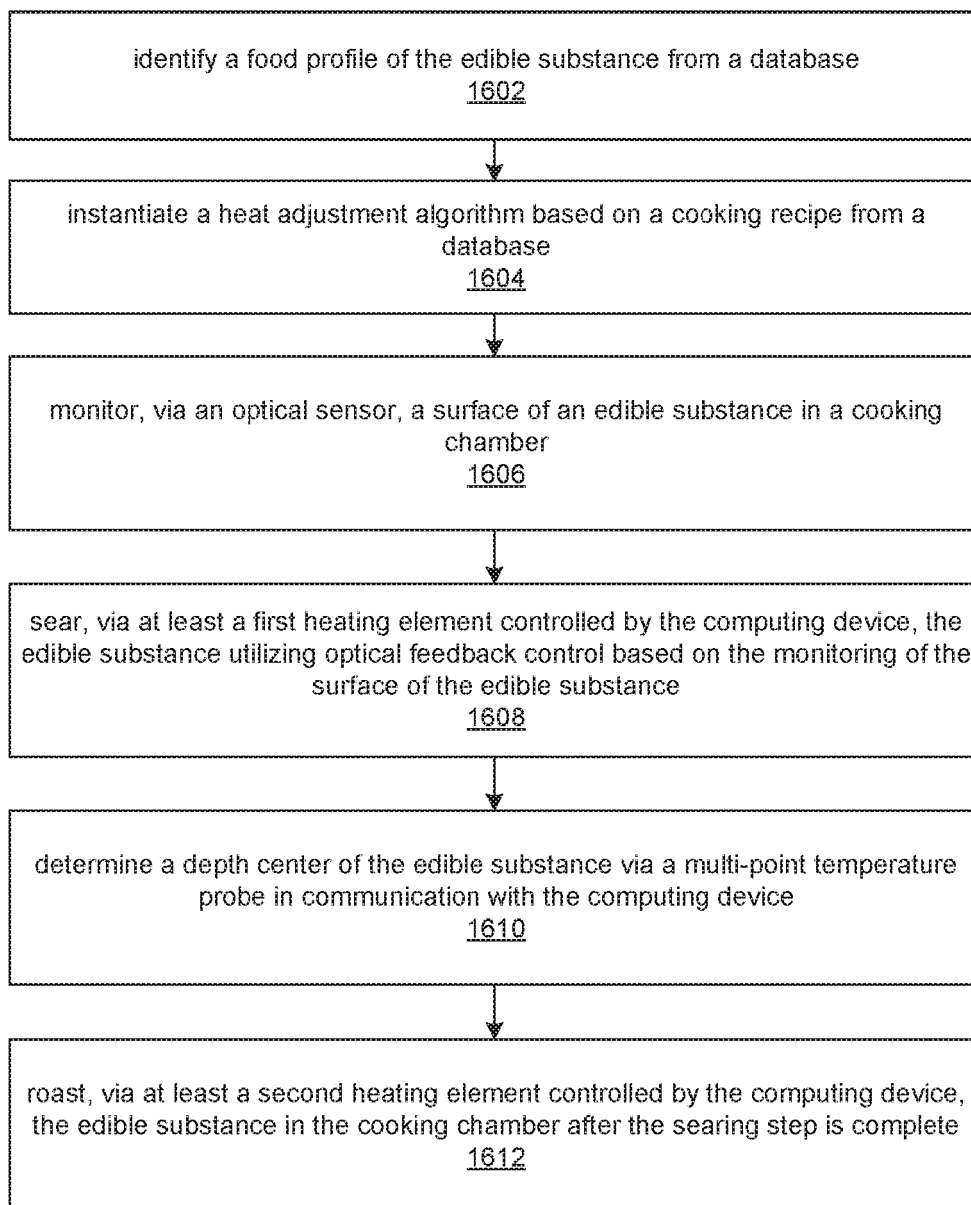 identify a food profile of the edible substance from a database
1602
instantiate a heat adjustment algorithm based on a cooking recipe from a
database
1604
monitor, via an optical sensor, a surface of an edible substance in a cooking
chamber
1606
sear, via at least a first heating element controlled by the computing device, the
edible substance utilizing optical feedback control based on the monitoring of the
surface of the edible substance
1608
determine a depth center of the edible substance via a multi-point temperature
probe in communication with the computing device
1610
roast, via at least a second heating element controlled by the computing device,
the edible substance in the cooking chamber after the searing step is complete
1612